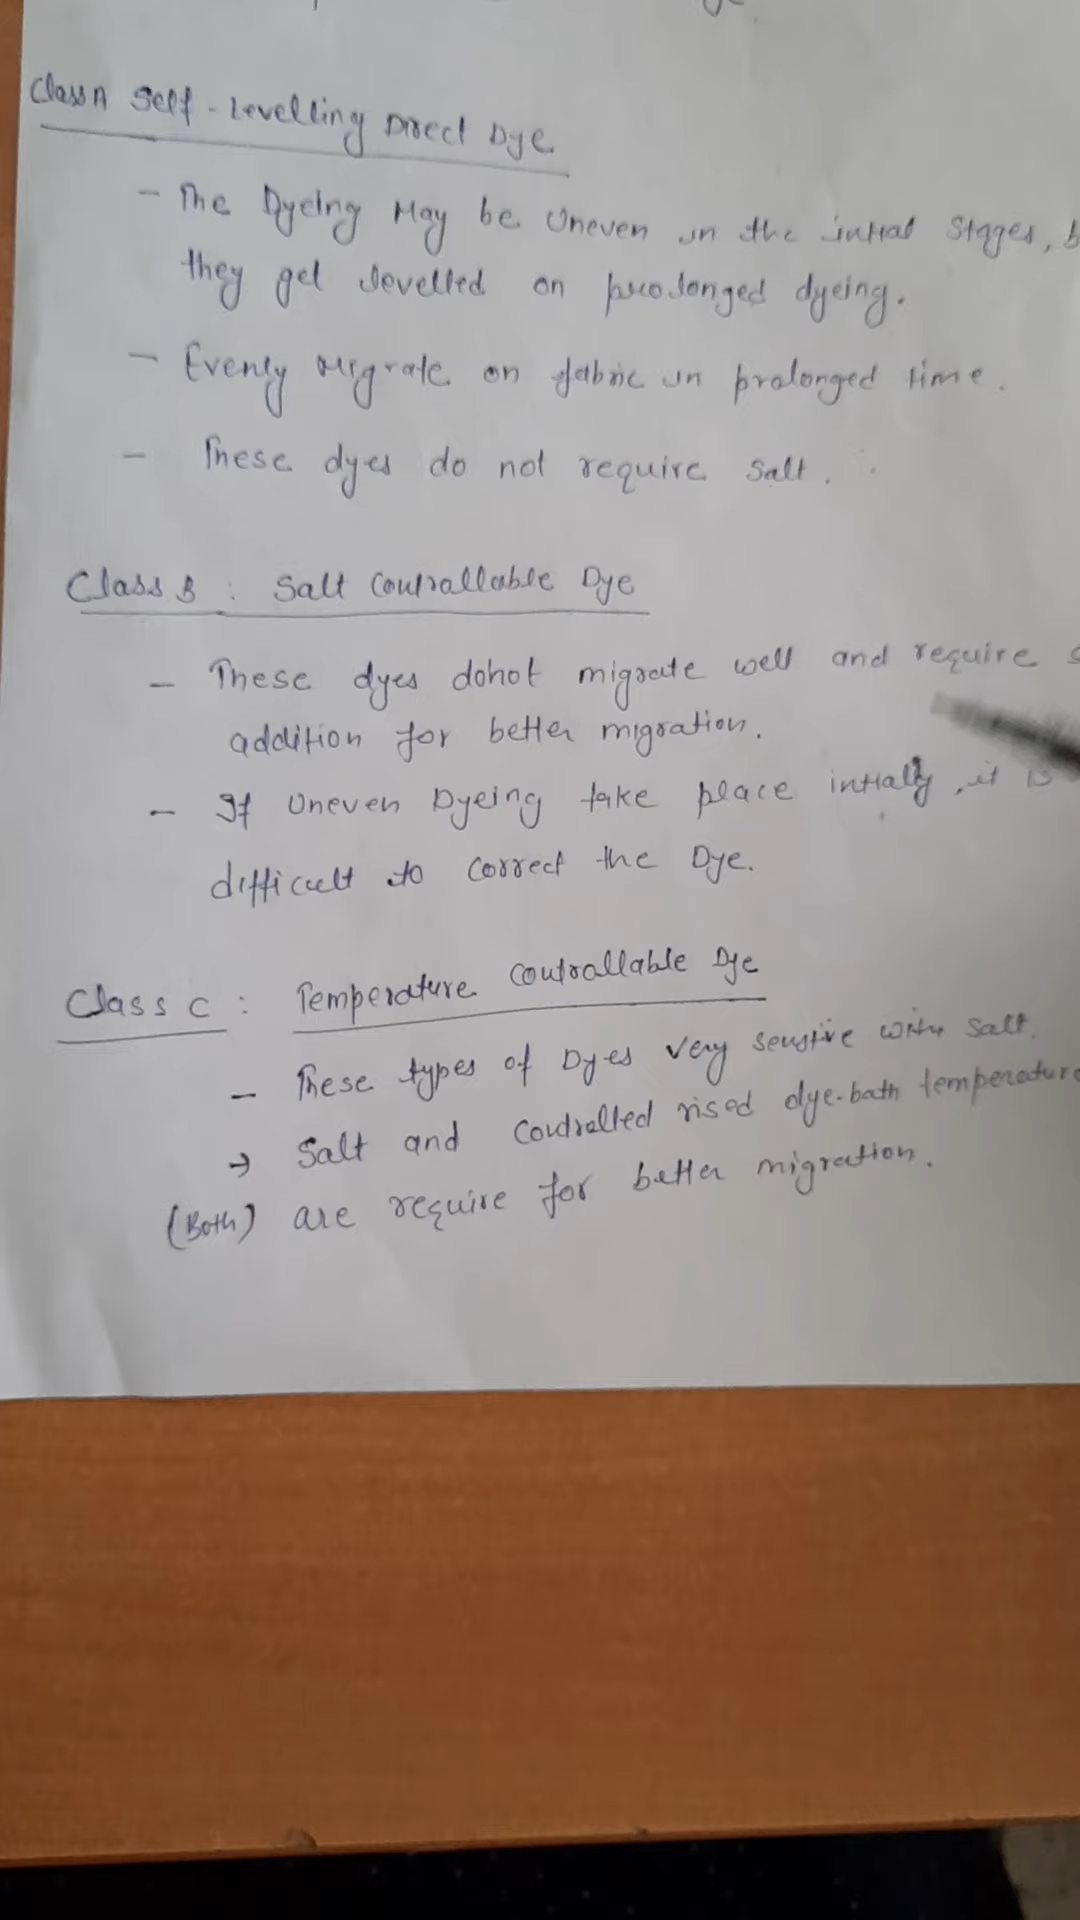 Class A Self-Levelling Direct Dye
- The Dyeing May be Uneven in the intial Stages,
they get levelled on prolonged dyeing.
- Evenly Migrate on fabric in prolonged time.
- These dyes do not require Salt.
Class B : Salt Controllable Dye
- These dyes donot migrate well and require
addition for better migration.
- If Uneven Dyeing take place intially, it is
difficult to correct the Dye.
Class C : Temperature Controllable Dye
- These types of Dyes very senstive with salt.
→ Salt and Controlled rised dye-bath temperature
(Both) are require for better migration.